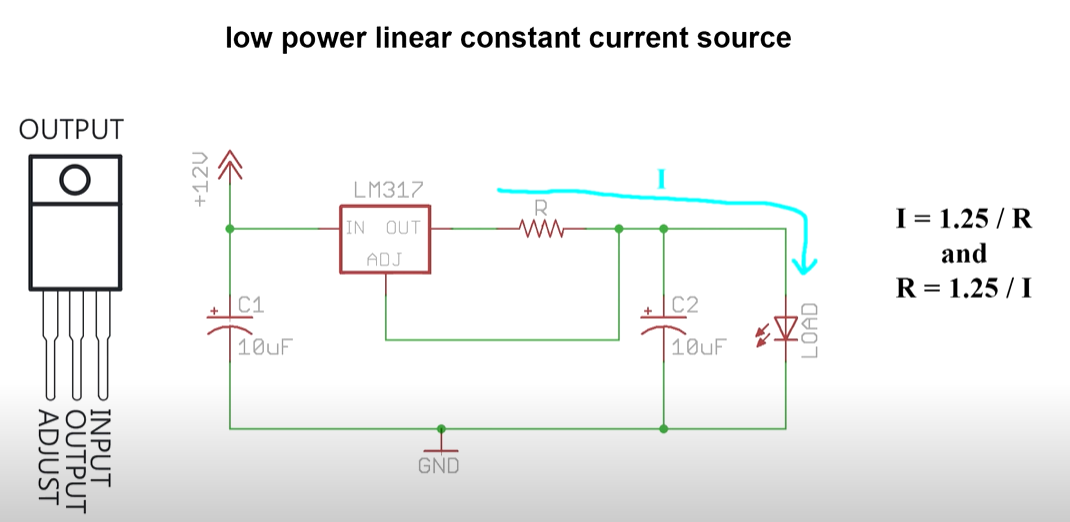 low power linear constant current source
OUTPUT
INPUT
OUTPUT
ADJUST
+12V
LM317
IN OUT
ADJ
R
I
C1
+
10uF
C2
+
10uF
LOAD
GND
I = 1.25 / R
and
R = 1.25 / I